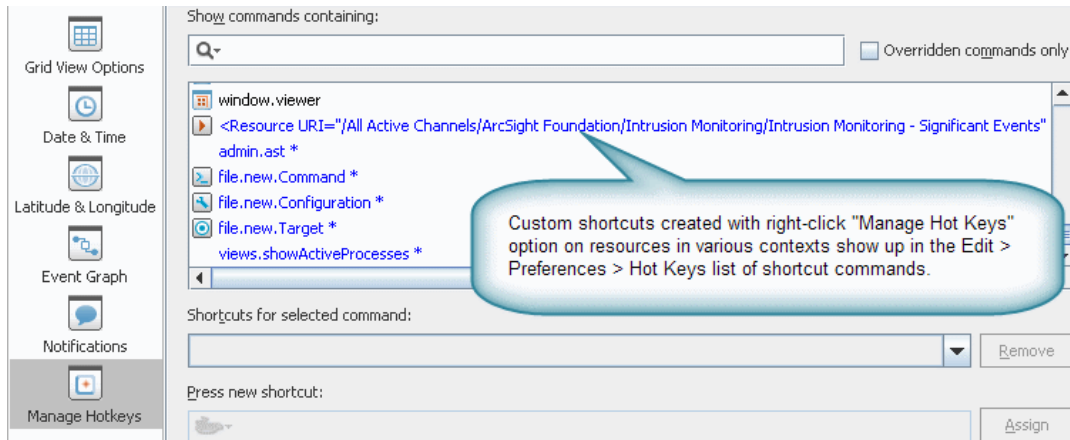 Grid View Options
Date & Time
Latitude & Longitude
Event Graph
Notifications
Manage Hotkeys
Show commands containing:
Overridden commands only
window.viewer
<Resource URI="/All Active Channels/ArcSight Foundation/Intrusion Monitoring/Intrusion Monitoring - Significant Events"
admin.ast *
file.new.Command *
file.new.Configuration *
file.new.Target *
views.showActiveProcesses *
Custom shortcuts created with right-click "Manage Hot Keys"
option on resources in various contexts show up in the Edit >
Preferences > Hot Keys list of shortcut commands.
Shortcuts for selected command:
Remove
Press new shortcut:
Assign